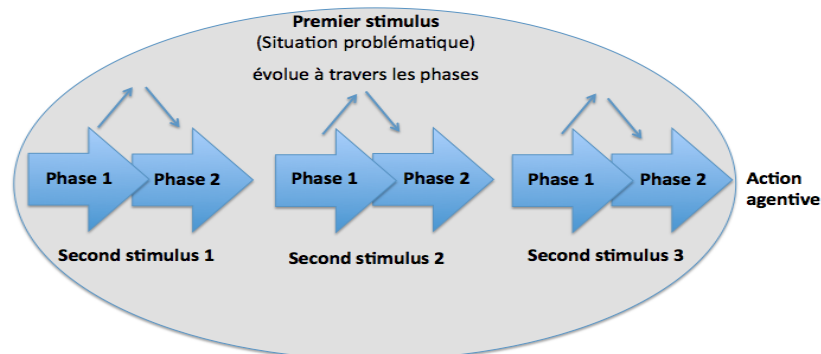 Premier stimulus
(Situation problématique)
évolue à travers les phases
Phase 1
Phase 2
Phase 1
Phase 2
Phase 1
Phase 2
Action
agentive
Second stimulus 1
Second stimulus 2
Second stimulus 3